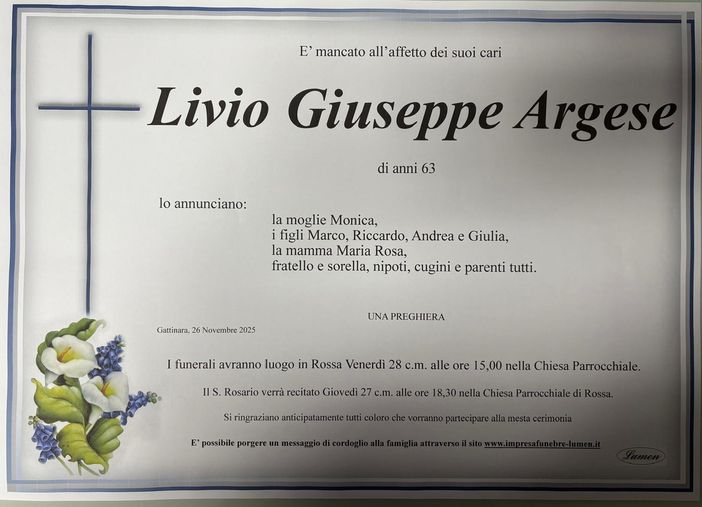 E' mancato all'affetto dei suoi cari
Livio Giuseppe Argese
di anni 63
lo annunciano:
la moglie Monica,
i figli Marco, Riccardo, Andrea e Giulia,
la mamma Maria Rosa,
fratello e sorella, nipoti, cugini e parenti tutti.
UNA PREGHIERA
Gattinara, 26 Novembre 2025
I funerali avranno luogo in Rossa Venerdì 28 c.m. alle ore 15,00 nella Chiesa Parrocchiale.
Il S. Rosario verrà recitato Giovedì 27 c.m. alle ore 18,30 nella Chiesa Parrocchiale di Rossa.
Si ringraziano anticipatamente tutti coloro che vorranno partecipare alla mesta cerimonia
E' possibile porgere un messaggio di cordoglio alla famiglia attraverso il sito www.impresafunebre-lumen.it
Lumen